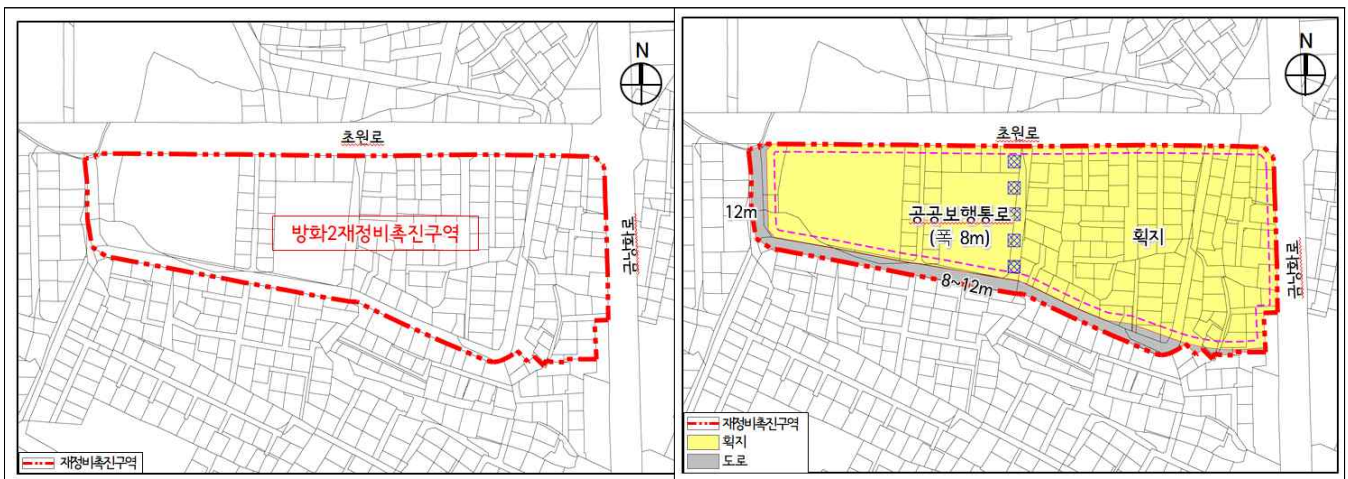 N
초원로
방화2재정비촉진구역
금낭화로
재정비촉진구역
N
초원로
12m
공공보행통로
(폭 8m)
획지
금낭화로
8~12m
재정비촉진구역
획지
도로